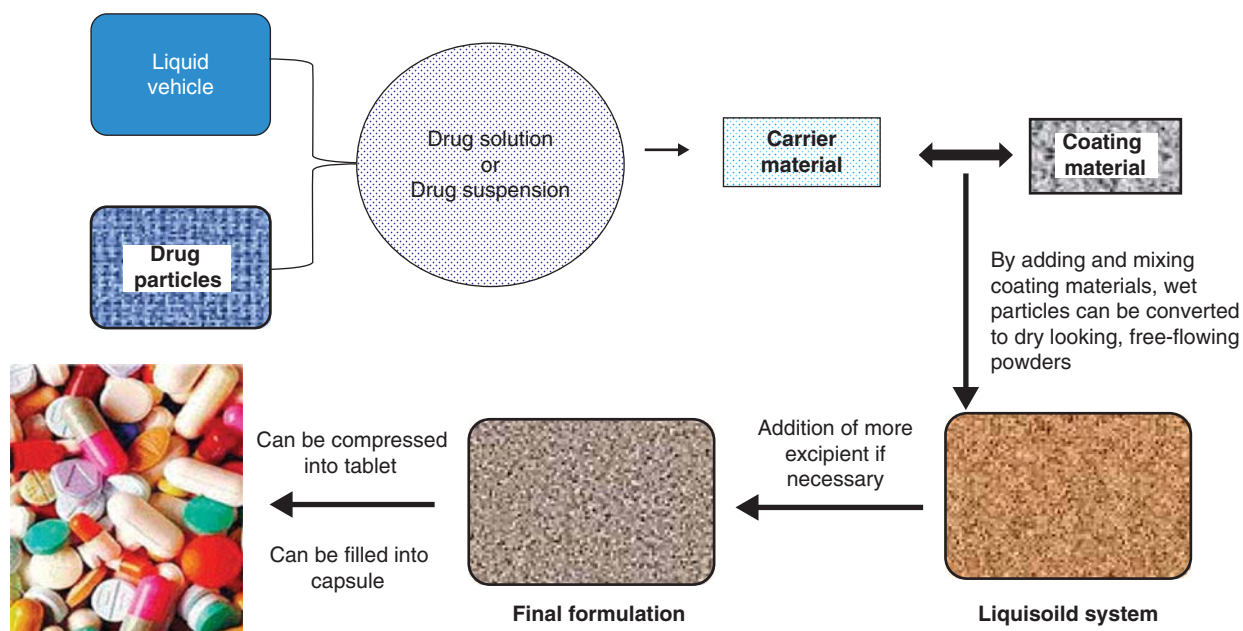 Liquid
vehicle
Drug solution
or
Drug suspension
Carrier
material
Coating
material
Drug
particles
By adding and mixing
coating materials, wet
particles can be converted
to dry looking, free-flowing
powders
Can be compressed
into tablet
Can be filled into
capsule
Addition of more
excipient if
necessary
Final formulation
Liquisoild system